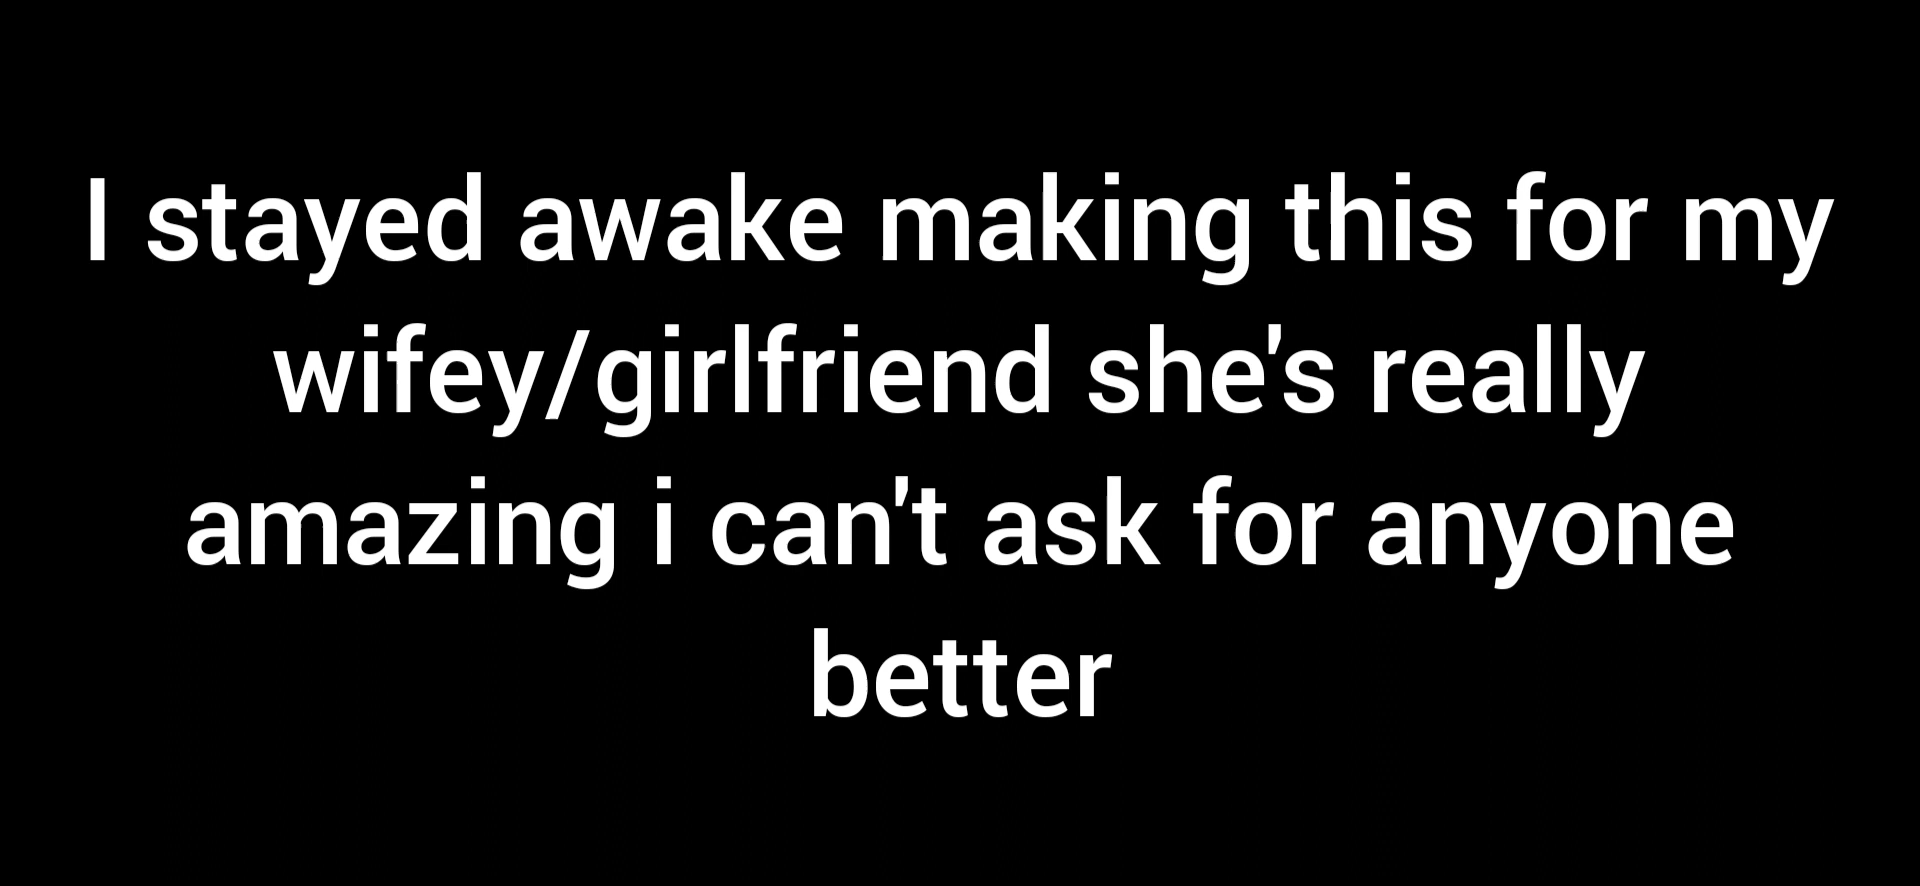 I stayed awake making this for my
wifey/girlfriend she's really
amazing i can't ask for anyone
better